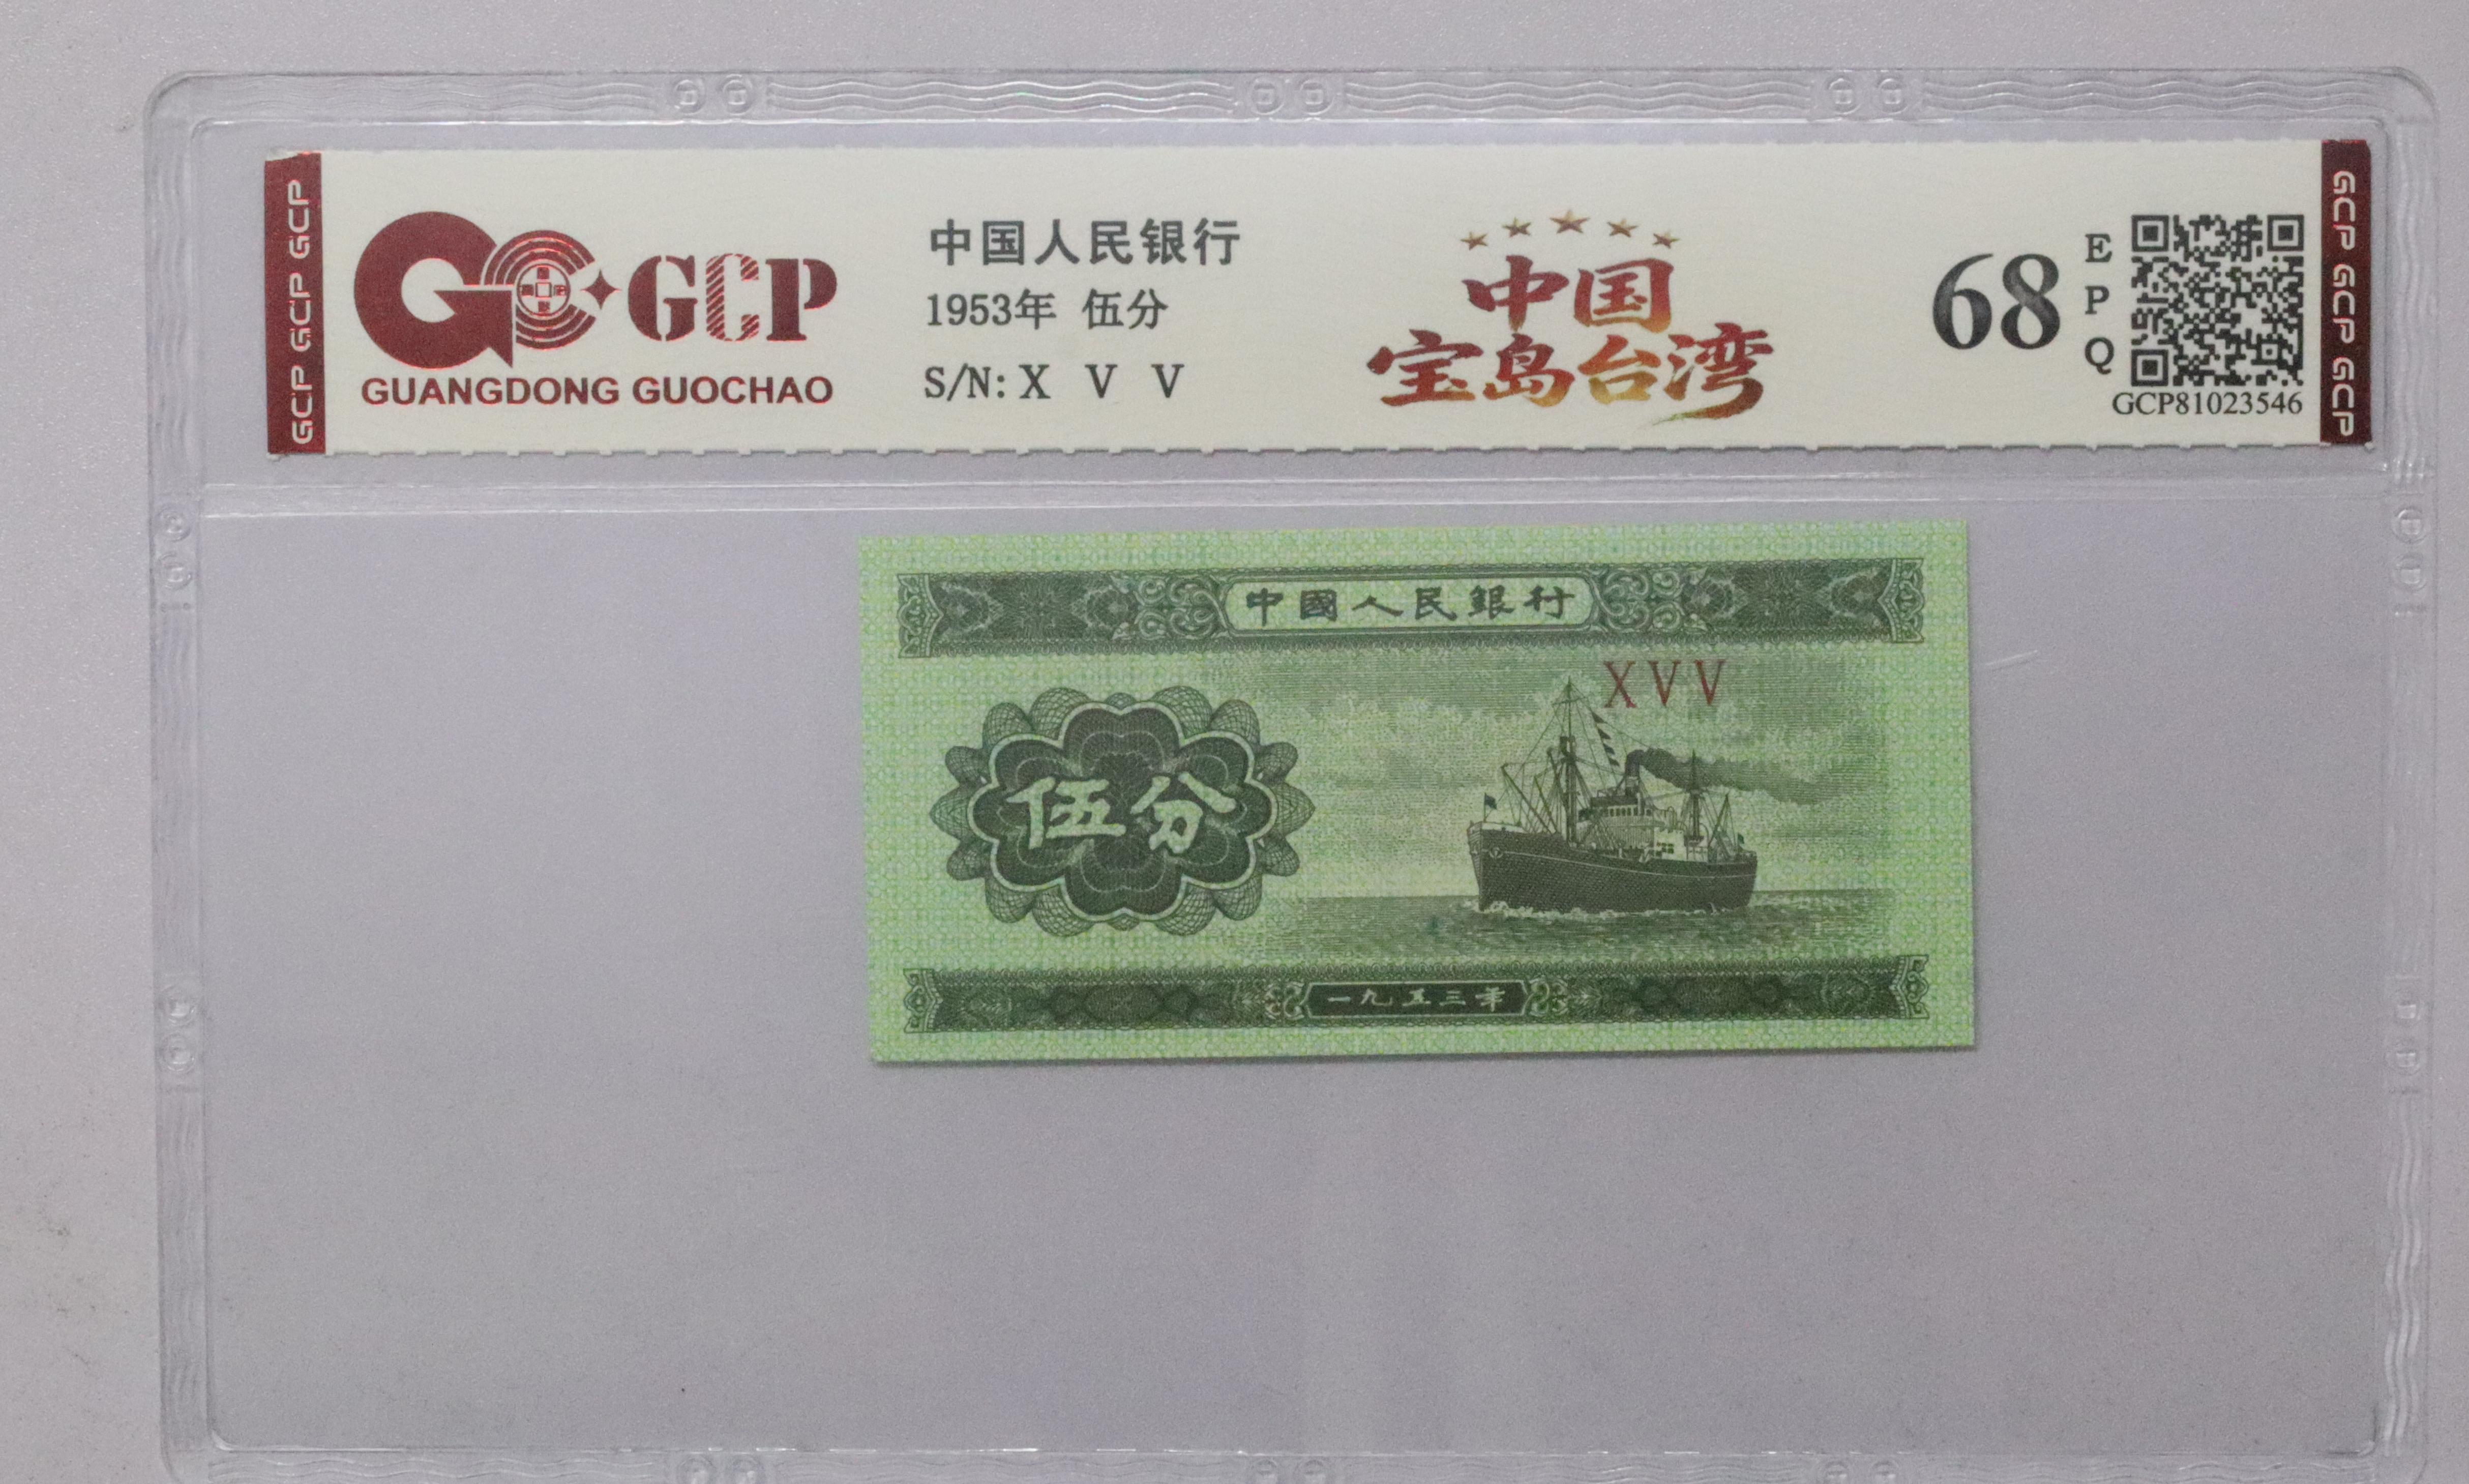 GCP GCP GCP
GCP
GUANGDONG GUOCHAO
中国人民银行
1953年 伍分
S/N: X V V
中国
宝岛台湾
68
E
P
Q
GCP81023546
GCP GCP GCP
中國人民銀行
XVV
伍分
一九五三年